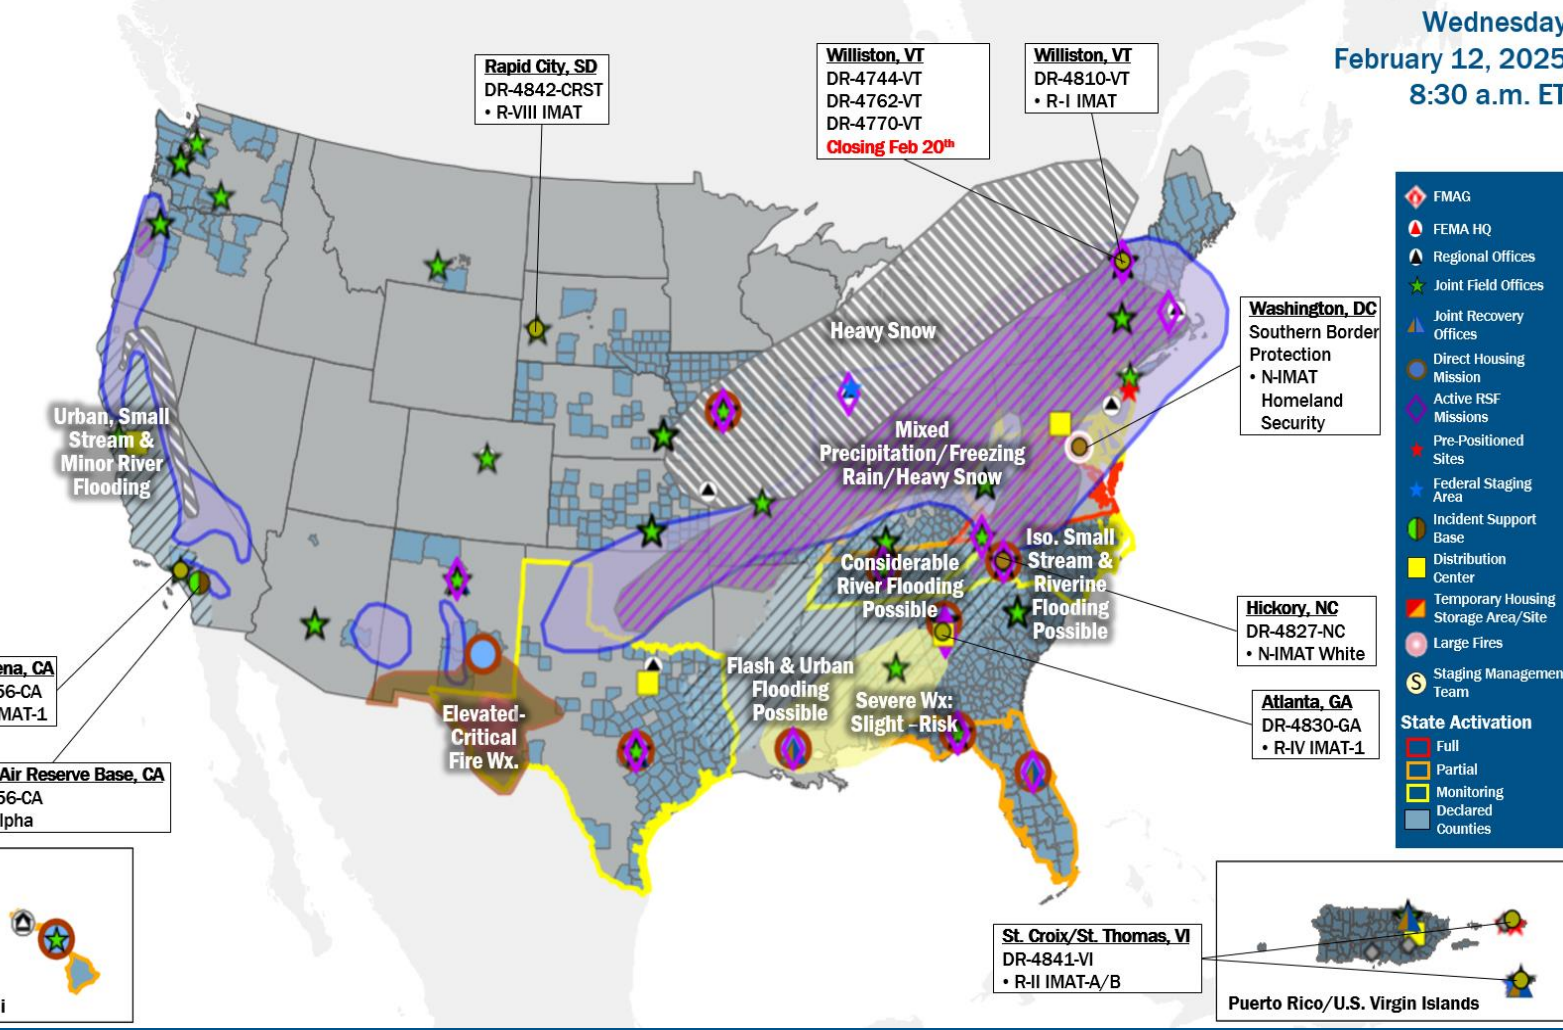 Wednesday
February 12, 2025
8:30 a.m. ET
Rapid City, SD
DR-4842-CRST
• R-VIII IMAT
Williston, VT
DR-4744-VT
DR-4762-VT
DR-4770-VT
Closing Feb 20th
Williston, VT
DR-4810-VT
• R-I IMAT
Washington, DC
Southern Border
Protection
• N-IMAT
Homeland
Security
Heavy Snow
Urban, Small
Stream &
Minor River
Flooding
Mixed
Precipitation/Freezing
Rain/Heavy Snow
Considerable
River Flooding
Possible
Iso. Small
Stream &
Riverine
Flooding
Possible
Hickory, NC
DR-4827-NC
• N-IMAT White
Flash & Urban
Flooding
Possible
Severe Wx:
Slight –Risk
Elevated-
Critical
Fire Wx.
Atlanta, GA
DR-4830-GA
• R-IV IMAT-1
ena, CA
56-CA
MAT-1
Air Reserve Base, CA
56-CA
lpha
i
St. Croix/St. Thomas, VI
DR-4841-VI
• R-II IMAT-A/B
Puerto Rico/U.S. Virgin Islands
FMAG
FEMA HQ
Regional Offices
Joint Field Offices
Joint Recovery
Offices
Direct Housing
Mission
Active RSF
Missions
Pre-Positioned
Sites
Federal Staging
Area
Incident Support
Base
Distribution
Center
Temporary Housing
Storage Area/Site
Large Fires
S
Staging Managemen
Team
State Activation
Full
Partial
Monitoring
Declared
Counties